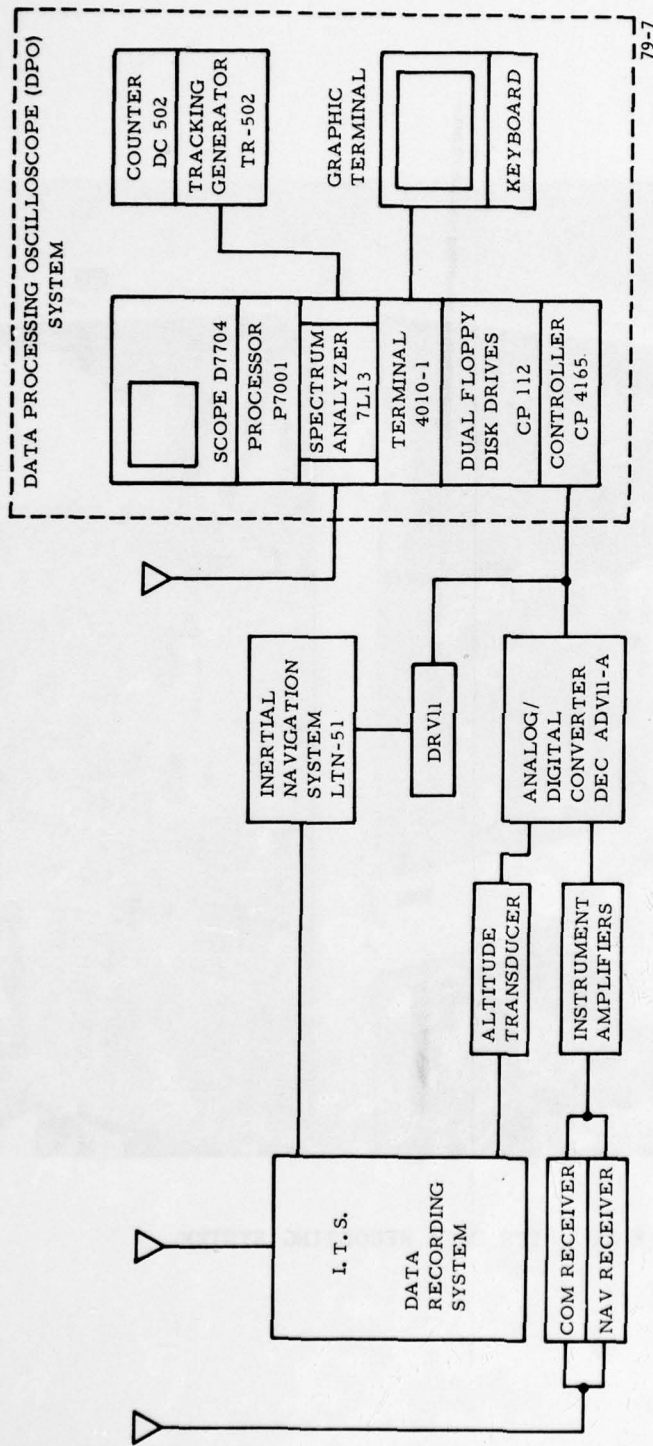 DATA PROCESSING OSCILLOSCOPE (DPO)
SYSTEM
COUNTER
DC 502
TRACKING
GENERATOR
TR-502
GRAPHIC
TERMINAL
KEYBOARD
SCOPE D7704
PROCESSOR
P7001
SPECTRUM
ANALYZER
7L13
TERMINAL
4010-1
DUAL FLOPPY
DISK DRIVES
CP 112
CONTROLLER
CP 4165
INERTIAL
NAVIGATION
SYSTEM
LTN-51
DRV11
ANALOG/
DIGITAL
CONVERTER
DEC ADV11-A
ALTITUDE
TRANSDUCER
INSTRUMENT
AMPLIFIERS
I. T. S.
DATA
RECORDING
SYSTEM
COM RECEIVER
NAV RECEIVER
79-7